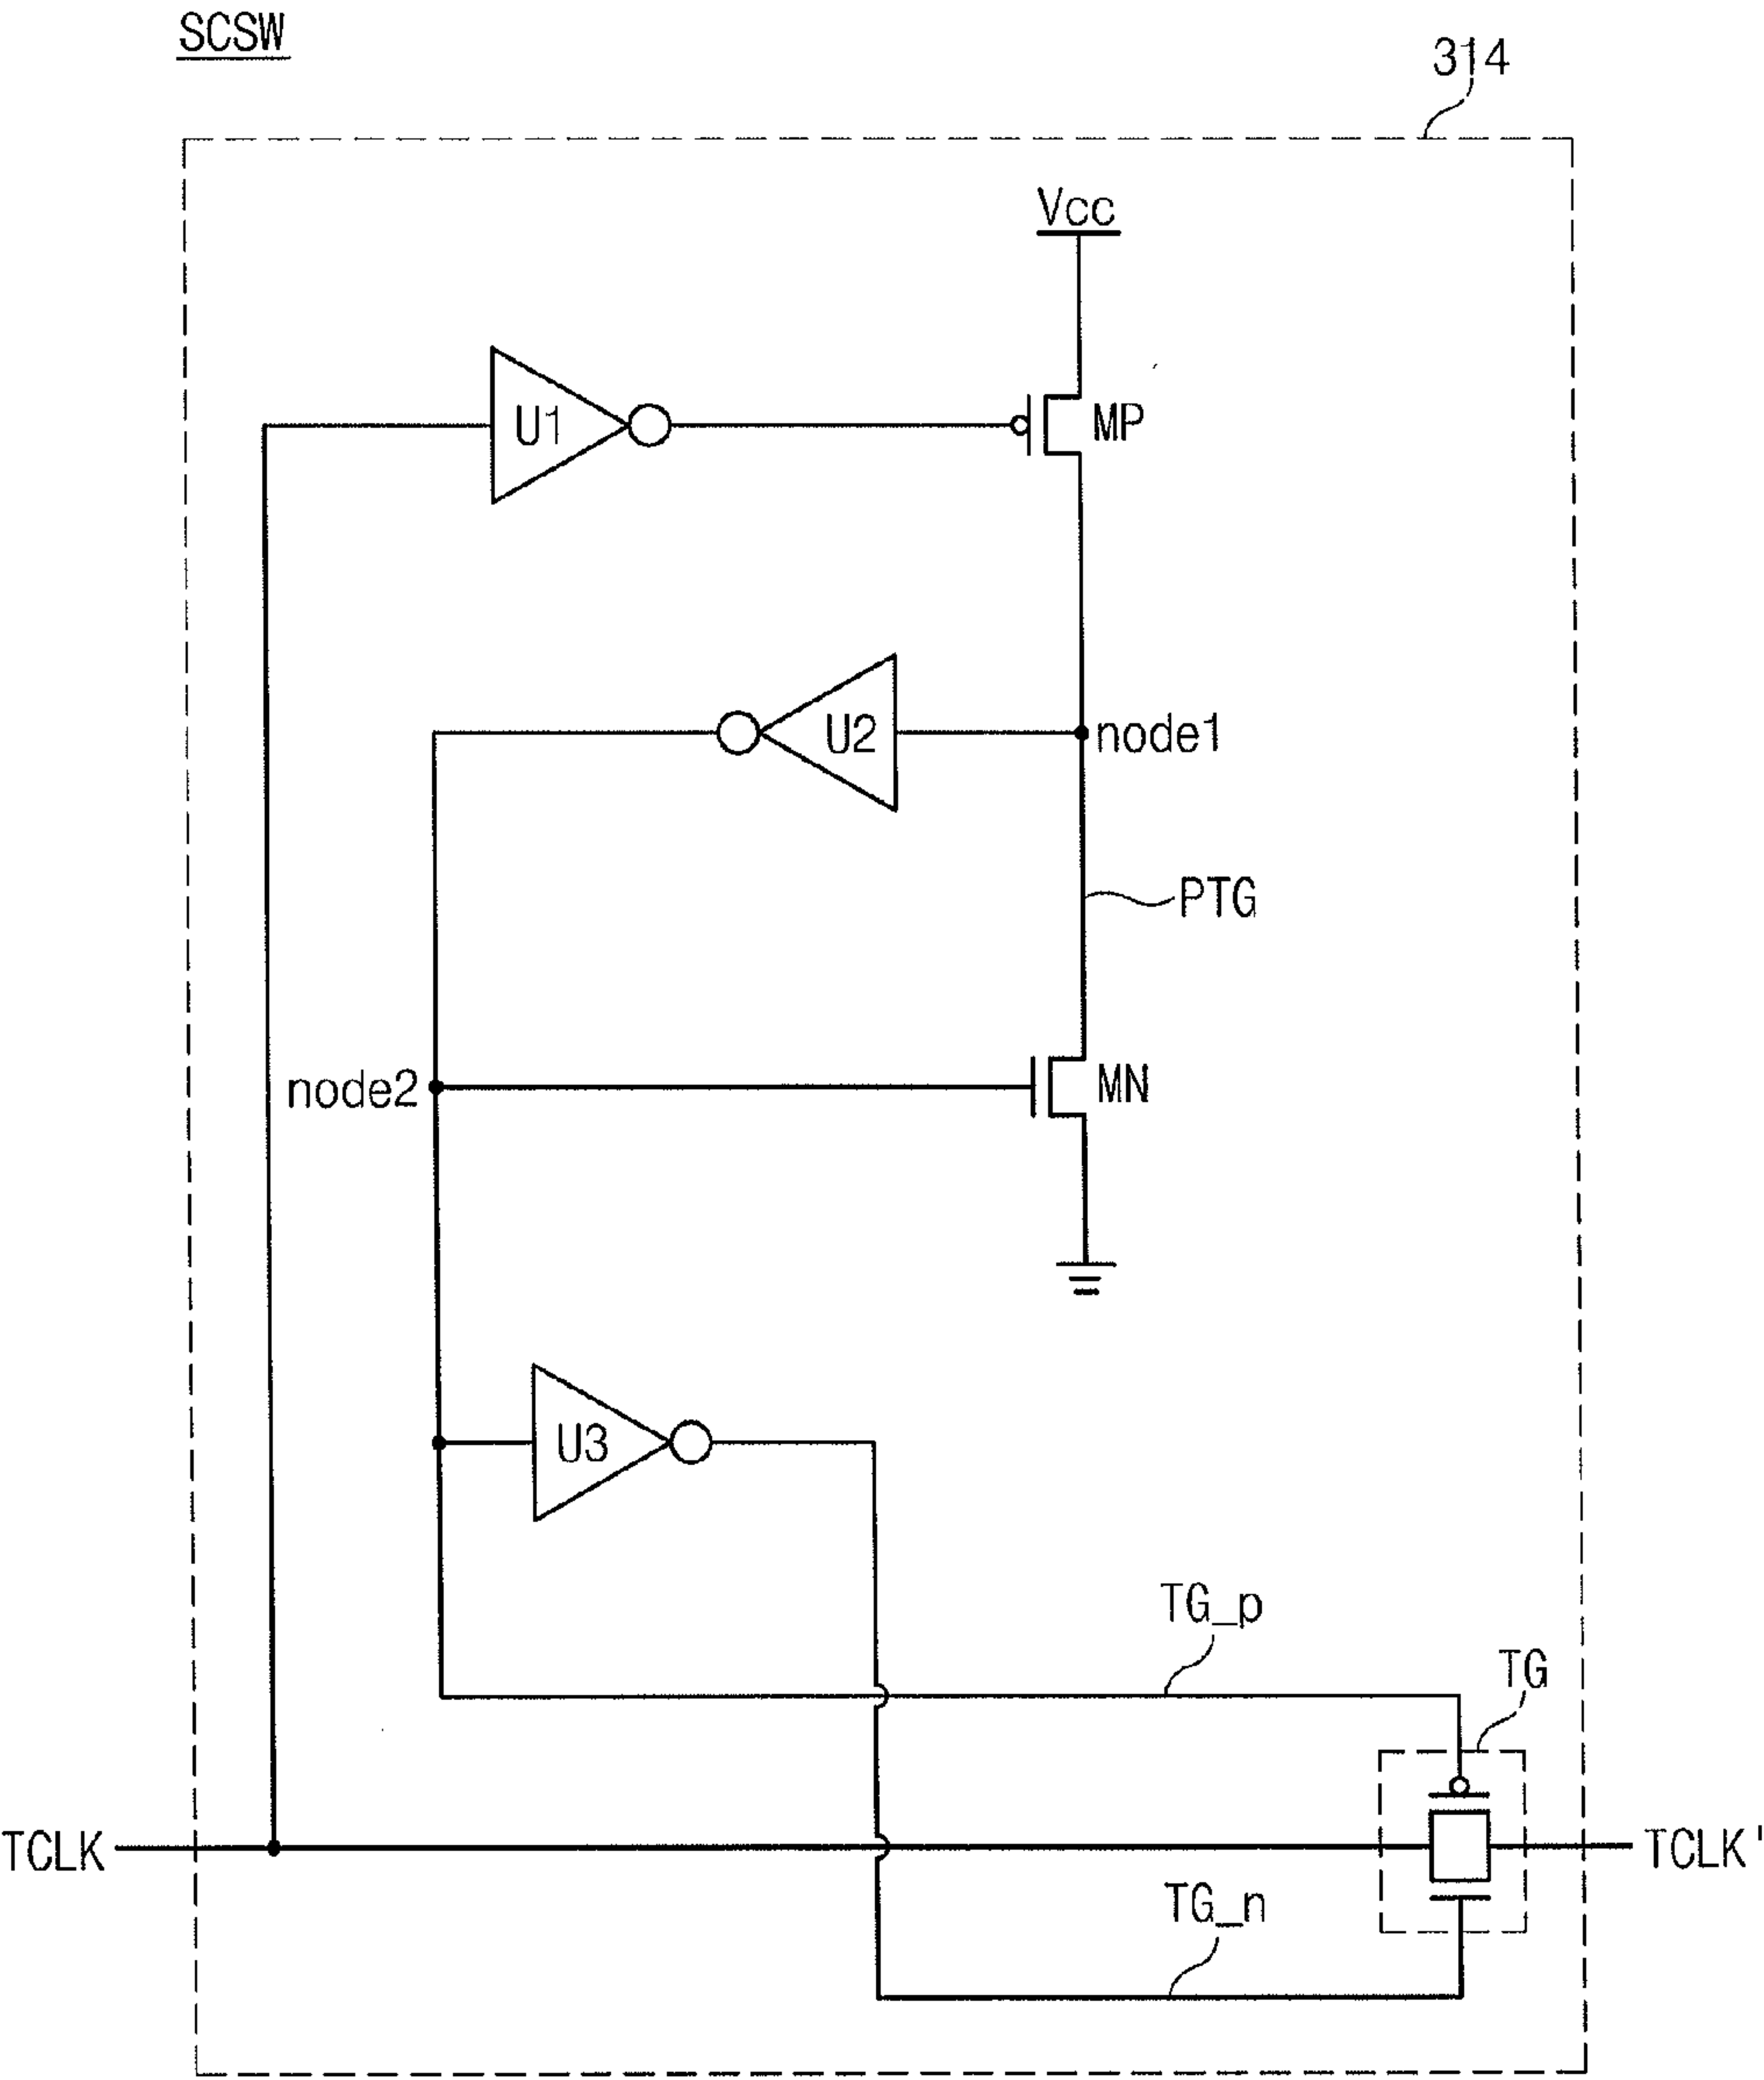 SCSW
314
Vcc
U1
MP
U2
node1
PTG
node2
MN
U3
TG_p
TG
TCLK
TCLK'
TG_n